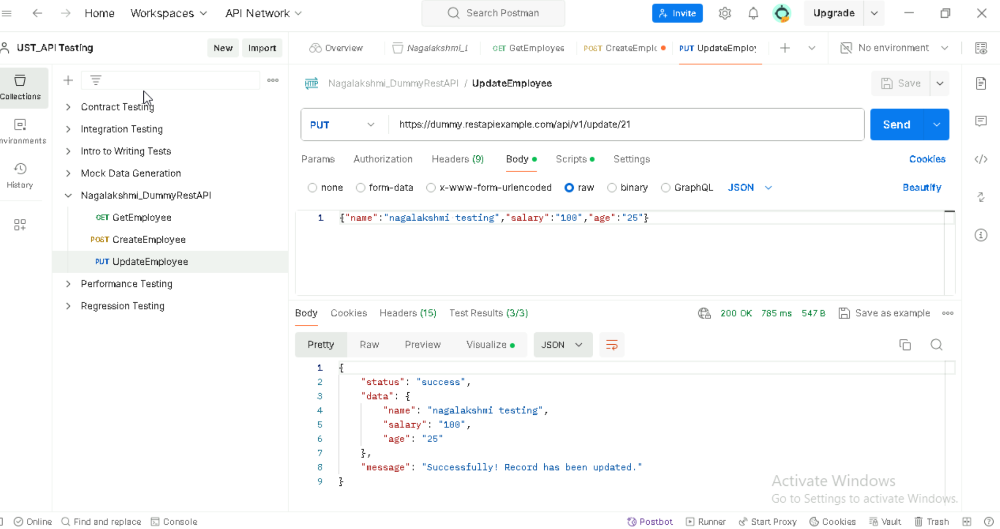 Home Workspaces API Network Search Postman Invite Upgrade
UST_API Testing New Import Overview Nagalakshmi_ GET GetEmployee POST CreateEmplc PUT UpdateEmploy No environment
Nagalakshmi_DummyRestAPI / UpdateEmployee Save
Collections
Contract Testing
PUT https://dummy.restapiexample.com/api/v1/update/21 Send
Integration Testing
nvironments
Intro to Writing Tests
Params Authorization Headers (9) Body Scripts Settings Cookies
Mock Data Generation
History
none form-data x-www-form-urlencoded raw binary GraphQL JSON Beautify
Nagalakshmi_DummyRestAPI
GET GetEmployee
1 {"name":"nagalakshmi testing","salary":"100","age":"25"}
POST CreateEmployee
PUT UpdateEmployee
Performance Testing
Regression Testing
Body Cookies Headers (15) Test Results (3/3) 200 OK 785 ms 547 B Save as example
Pretty Raw Preview Visualize JSON
1 {
2 "status": "success",
3 "data": {
4 "name": "nagalakshmi testing",
5 "salary": "100",
6 "age": "25"
7 },
8 "message": "Successfully! Record has been updated."
9 }
Activate Windows
Go to Settings to activate Windows.
Online Find and replace Console Postbot Runner Start Proxy Cookies Vault Trash